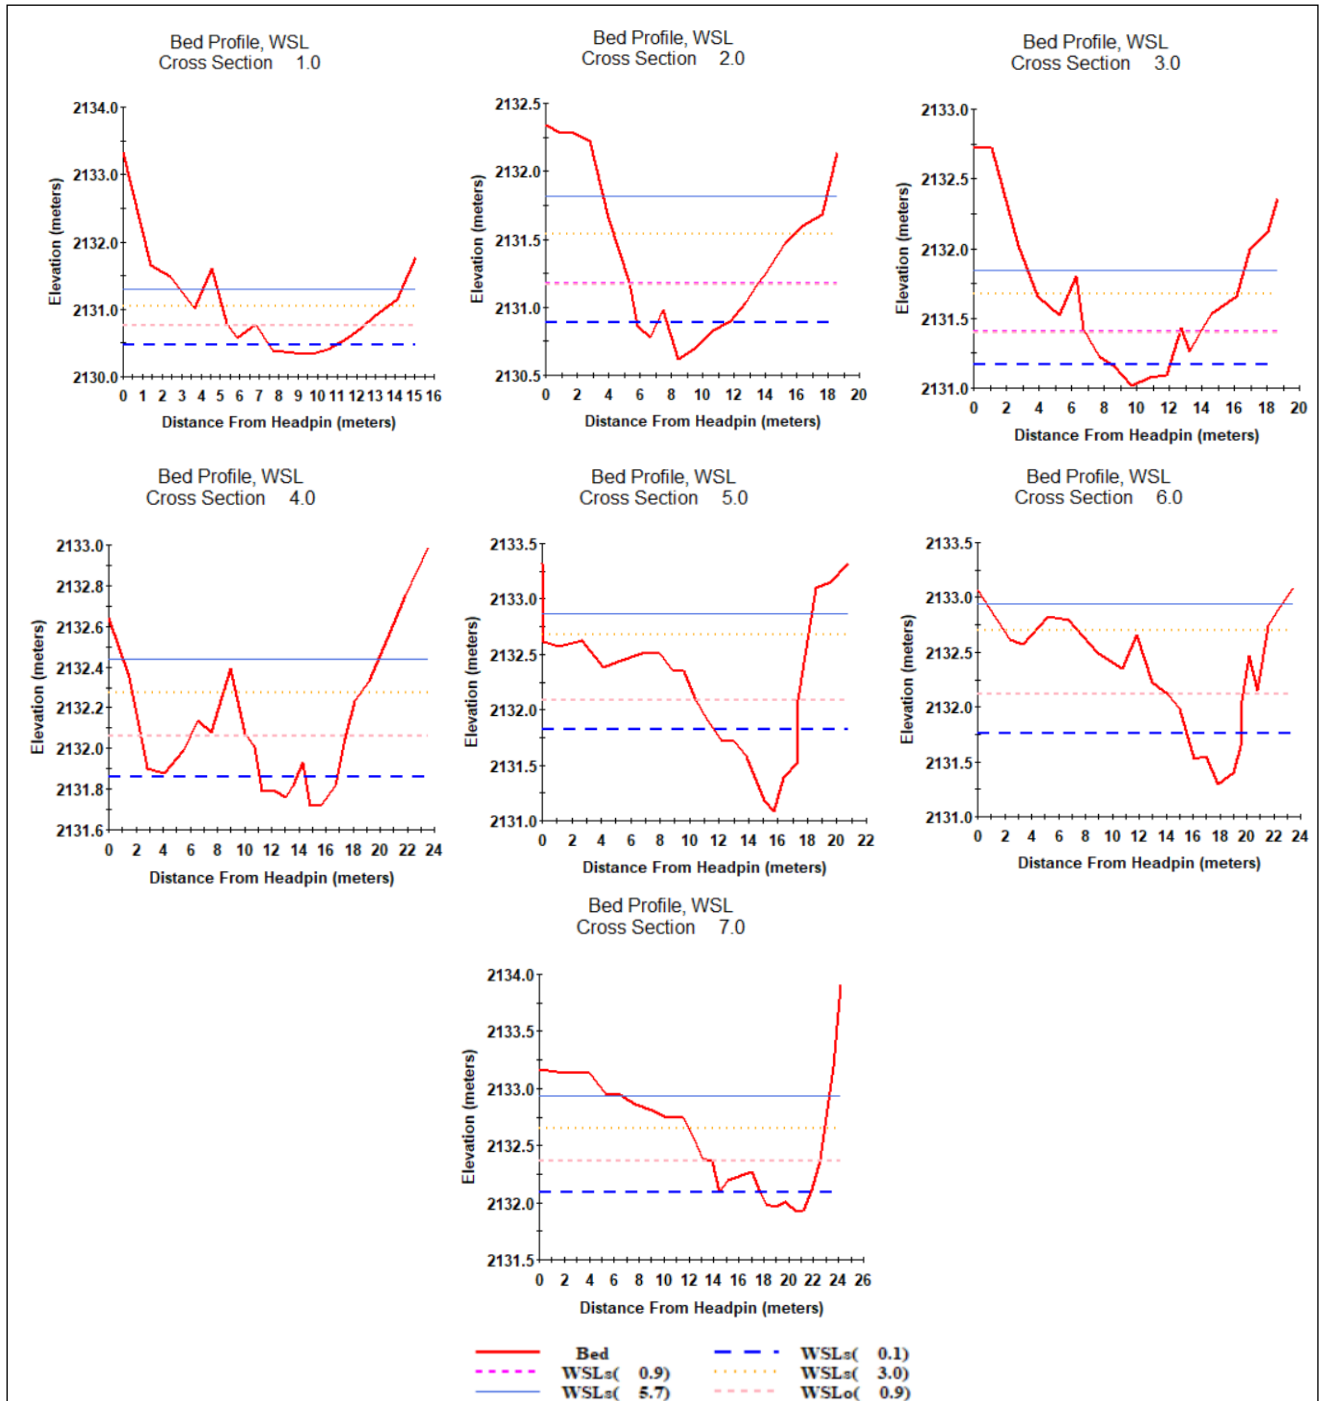 Bed Profile, WSL
Cross Section 1.0
2134.0
2133.0
2132.0
2131.0
2130.0
Elevation (meters)
0 1 2 3 4 5 6 7 8 9 10 11 12 13 14 15 16
Distance From Headpin (meters)
Bed Profile, WSL
Cross Section 2.0
2132.5
2132.0
2131.5
2131.0
2130.5
Elevation (meters)
0 2 4 6 8 10 12 14 16 18 20
Distance From Headpin (meters)
Bed Profile, WSL
Cross Section 3.0
2133.0
2132.5
2132.0
2131.5
2131.0
Elevation (meters)
0 2 4 6 8 10 12 14 16 18 20
Distance From Headpin (meters)
Bed Profile, WSL
Cross Section 4.0
2133.0
2132.8
2132.6
2132.4
2132.2
2132.0
2131.8
2131.6
Elevation (meters)
0 2 4 6 8 10 12 14 16 18 20 22 24
Distance From Headpin (meters)
Bed Profile, WSL
Cross Section 5.0
2133.5
2133.0
2132.5
2132.0
2131.5
2131.0
Elevation (meters)
0 2 4 6 8 10 12 14 16 18 20 22
Distance From Headpin (meters)
Bed Profile, WSL
Cross Section 6.0
2133.5
2133.0
2132.5
2132.0
2131.5
2131.0
Elevation (meters)
0 2 4 6 8 10 12 14 16 18 20 22 24
Distance From Headpin (meters)
Bed Profile, WSL
Cross Section 7.0
2134.0
2133.5
2133.0
2132.5
2132.0
2131.5
Elevation (meters)
0 2 4 6 8 10 12 14 16 18 20 22 24 26
Distance From Headpin (meters)
Bed
WSLs( 0.1)
WSLs( 0.9)
WSLs( 3.0)
WSLs( 5.7)
WSLo( 0.9)